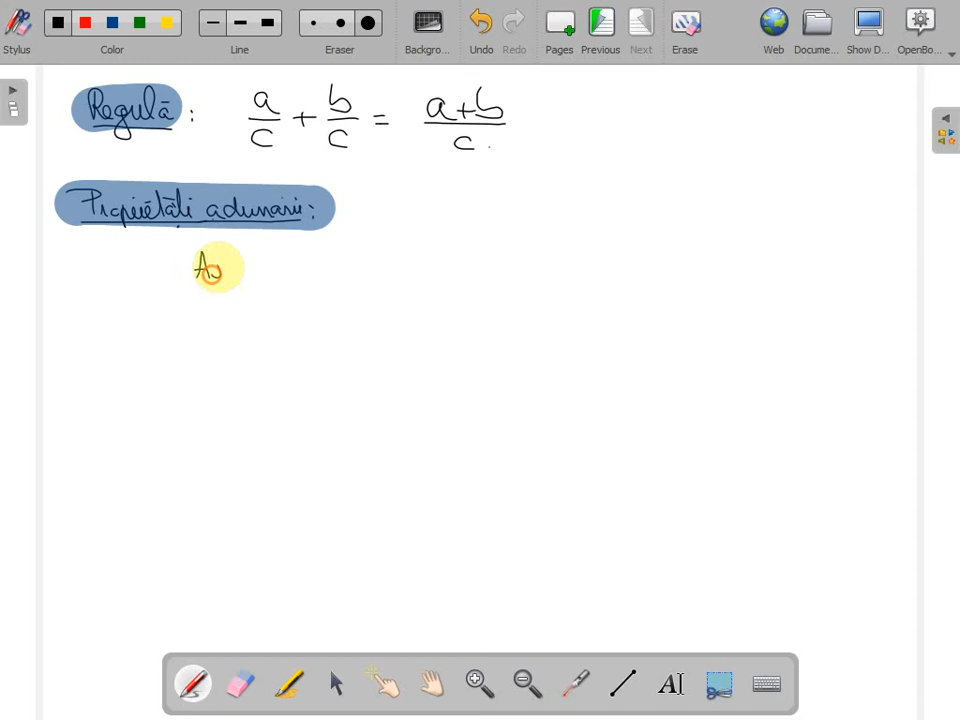 Color Line Eraser Backgro... Undo Redo Pages Previous Next Erase Web Docume... Show D... OpenBo...
Stylus
Regulă : a/c + b/c = a+b/c
Proprietăți adunării:
A